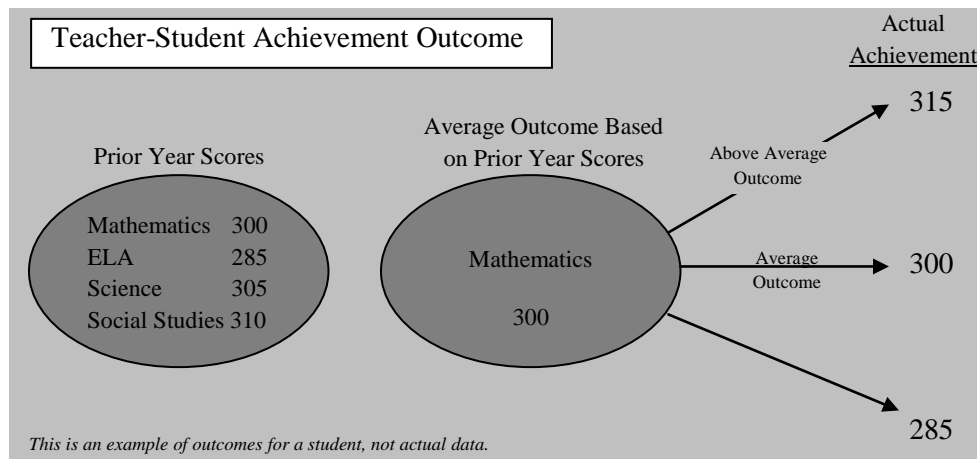 Teacher-Student Achievement Outcome
Actual
Achievement
Prior Year Scores
Mathematics 300
ELA 285
Science 305
Social Studies 310
Average Outcome Based
on Prior Year Scores
Mathematics
300
Above Average
Outcome
315
Average
Outcome
300
285
This is an example of outcomes for a student, not actual data.